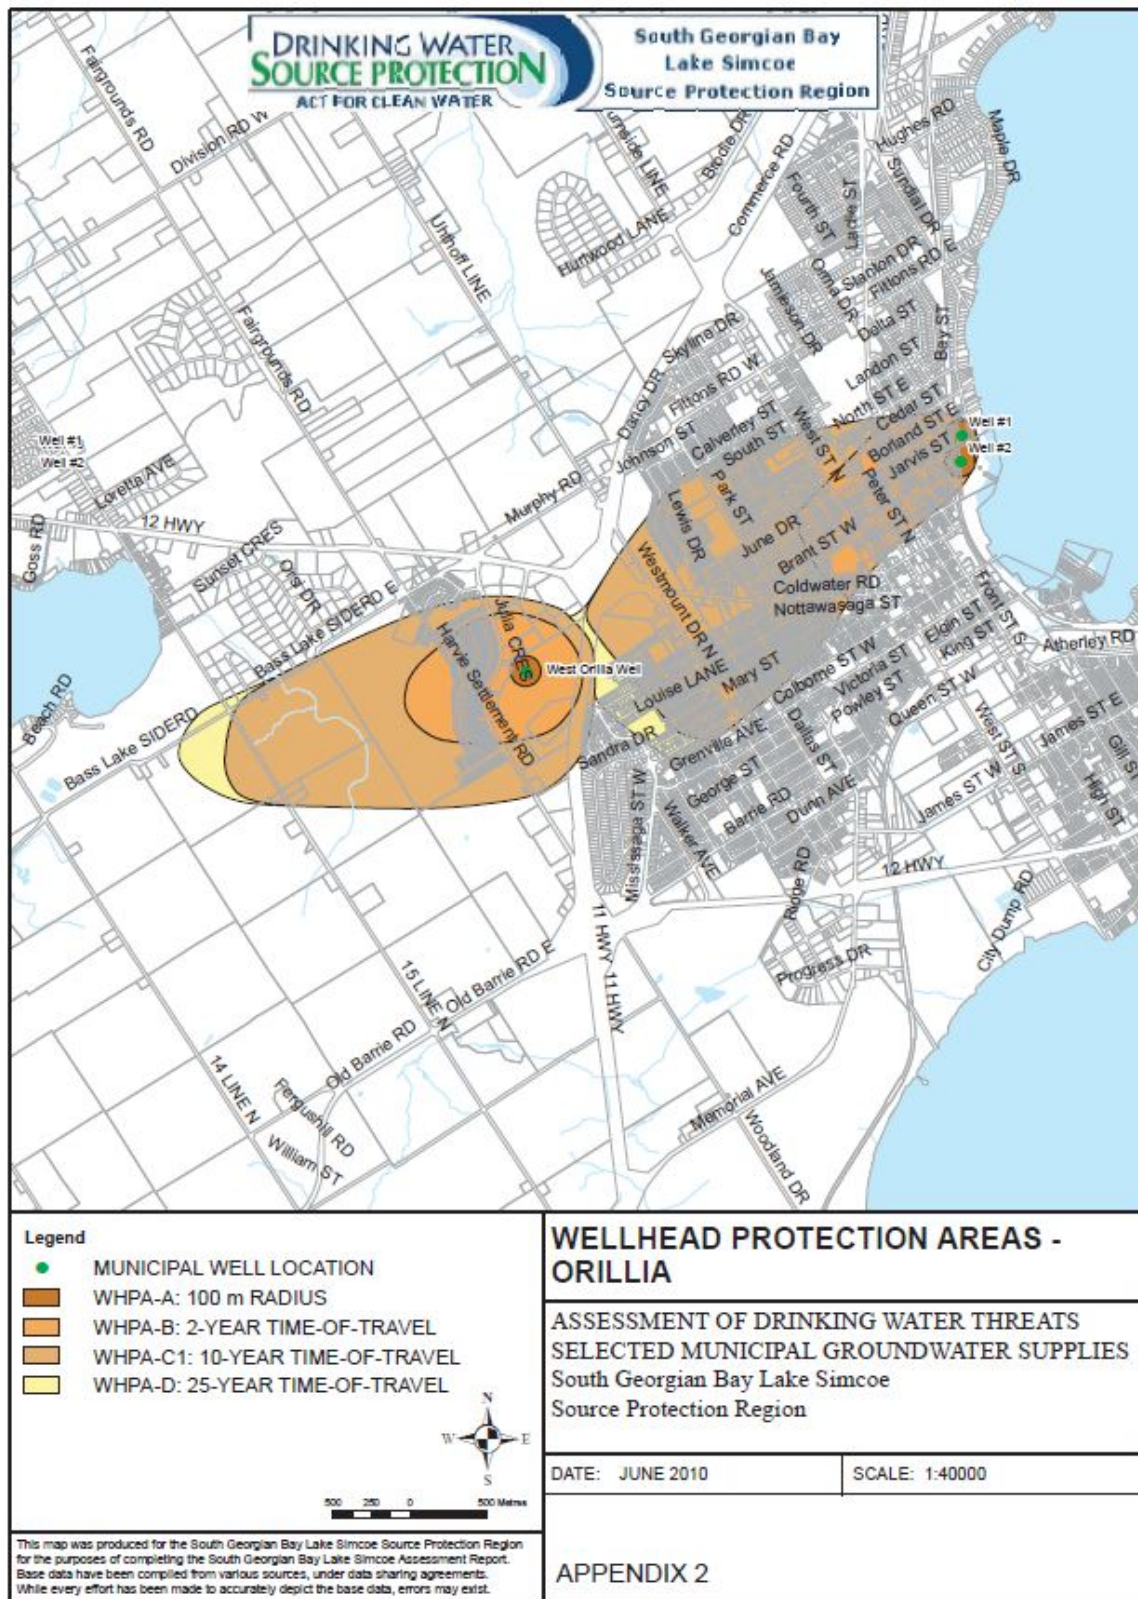 DRINKING WATER
SOURCE PROTECTION
ACT FOR CLEAN WATER
South Georgian Bay
Lake Simcoe
Source Protection Region
Fairgrounds RD
Division RD W
Uhthoff LINE
Hurlwood LANE
Brodie DR
Commerce RD
Hughes RD
Maple DR
Sundial DR E
Fourth ST
Laclie ST
Orma DR
Stanton DR
Fittons RD E
Jamieson DR
Delta ST
Bay ST
Landon ST
Skyline DR
Fittons RD W
Darcy DR
North ST E
Cedar ST
Borland ST E
Jarvis ST
Well #1
Well #2
Calverley ST
South ST
West ST N
Johnson ST
Peter ST N
Park ST
Lewis DR
June DR
Brant ST W
Coldwater RD
Nottawasaga ST
Westmount DR N
Fairgrounds RD
Well #1
Well #2
Loretta AVE
12 HWY
Murphy RD
Goss RD
Sunset CRES
Orsi DR
Bass Lake SIDERD E
Julia CRES
Harvie Settlement RD
West Orillia Well
Louise LANE
Mary ST
Colborne ST W
Victoria ST
Powley ST
Elgin ST
King ST
Front ST S
Atherley RD
Queen ST W
West ST S
James ST E
Gill S
High ST
Dallas ST
Beach RD
Bass Lake SIDERD
Sandra DR
Grenville AVE
George ST
Barrie RD
Dunn AVE
James ST W
Walker AVE
Mississaga ST W
12 HWY
Ridge RD
City Dump RD
Progress DR
11 HWY
11 HWY
15 LINE N
Old Barrie RD E
Old Barrie RD
14 LINE N
Fergushill RD
William ST
Memorial AVE
Woodland DR
Legend
MUNICIPAL WELL LOCATION
WHPA-A: 100 m RADIUS
WHPA-B: 2-YEAR TIME-OF-TRAVEL
WHPA-C1: 10-YEAR TIME-OF-TRAVEL
WHPA-D: 25-YEAR TIME-OF-TRAVEL
N
W E
S
500 250 0 500 Metres
This map was produced for the South Georgian Bay Lake Simcoe Source Protection Region
for the purposes of completing the South Georgian Bay Lake Simcoe Assessment Report.
Base data have been compiled from various sources, under data sharing agreements.
While every effort has been made to accurately depict the base data, errors may exist.
WELLHEAD PROTECTION AREAS -
ORILLIA
ASSESSMENT OF DRINKING WATER THREATS
SELECTED MUNICIPAL GROUNDWATER SUPPLIES
South Georgian Bay Lake Simcoe
Source Protection Region
DATE: JUNE 2010
SCALE: 1:40000
APPENDIX 2